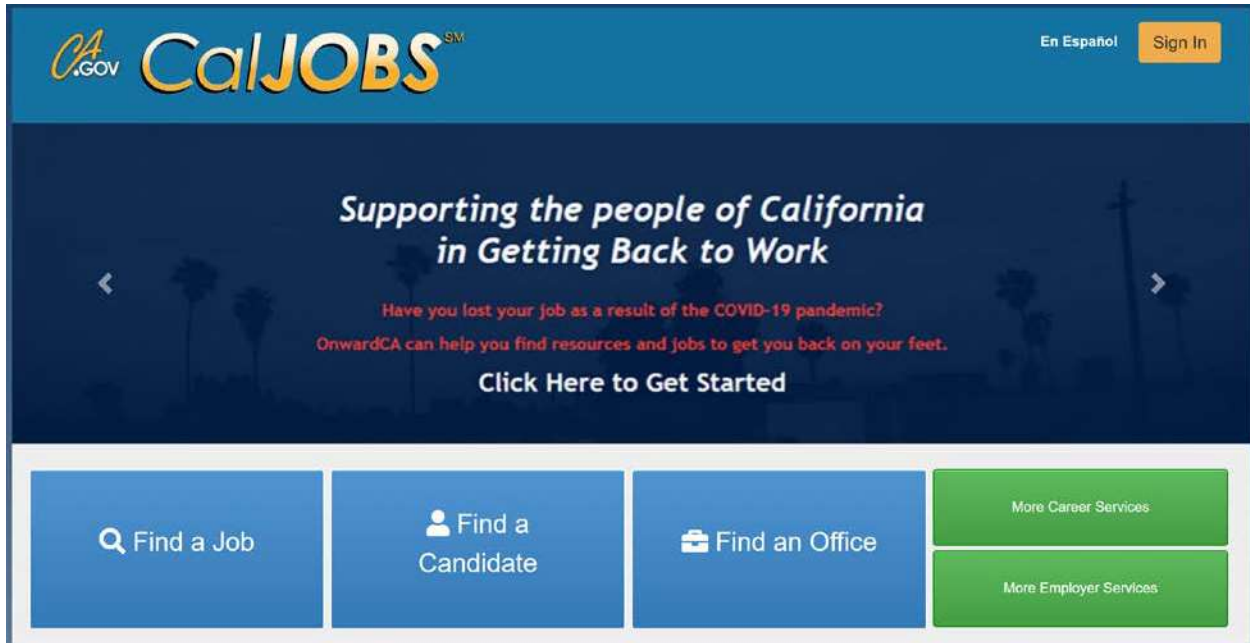 CA.GOV CalJOBS SM
En Español
Sign In
Supporting the people of California
in Getting Back to Work
Have you lost your job as a result of the COVID-19 pandemic?
OnwardCA can help you find resources and jobs to get you back on your feet.
Click Here to Get Started
Find a Job
Find a
Candidate
Find an Office
More Career Services
More Employer Services